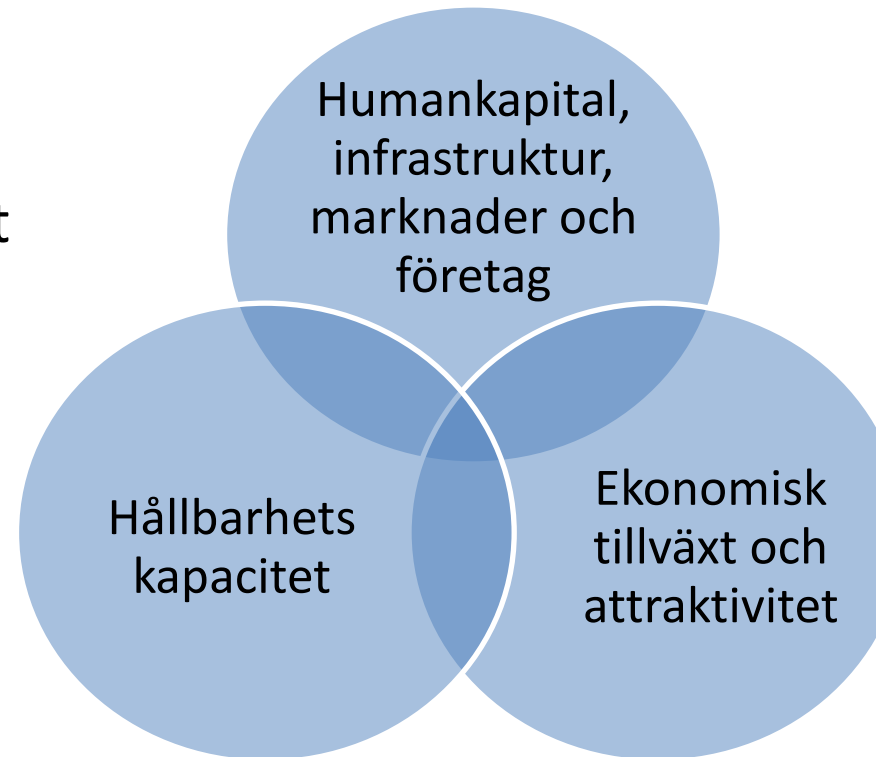 Humankapital,
infrastruktur,
marknader och
företag
t
Hållbarhets
kapacitet
Ekonomisk
tillväxt och
attraktivitet